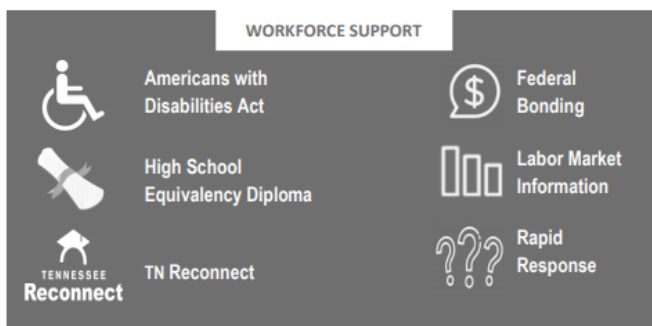 WORKFORCE SUPPORT
Americans with
Disabilities Act
High School
Equivalency Diploma
TENNESSEE
Reconnect
TN Reconnect
$
Federal
Bonding
Labor Market
Information
???
Rapid
Response